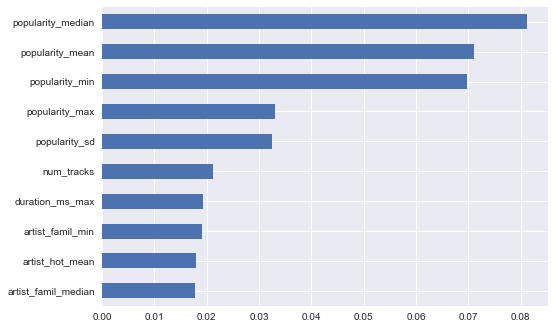 popularity_median
popularity_mean
popularity_min
popularity_max
popularity_sd
num_tracks
duration_ms_max
artist_famil_min
artist_hot_mean
artist_famil_median
0.00 0.01 0.02 0.03 0.04 0.05 0.06 0.07 0.08